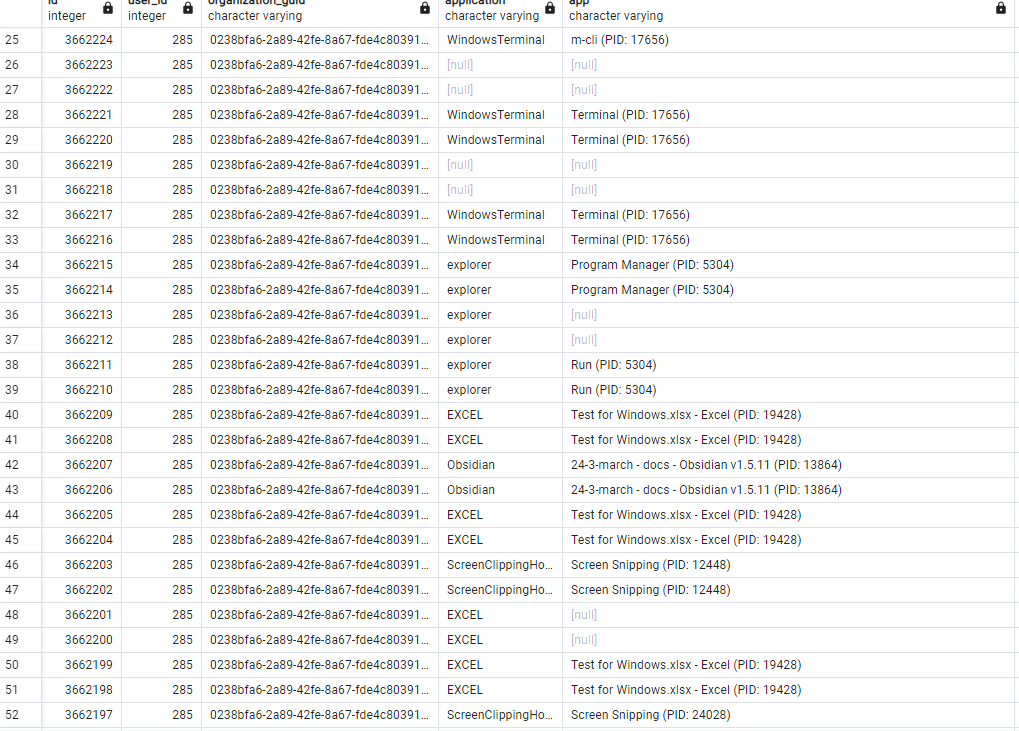 id user_id organization_guid application app
integer integer character varying character varying character varying
25 3662224 285 0238bfa6-2a89-42fe-8a67-fde4c80391... WindowsTerminal m-cli (PID: 17656)
26 3662223 285 0238bfa6-2a89-42fe-8a67-fde4c80391... [null] [null]
27 3662222 285 0238bfa6-2a89-42fe-8a67-fde4c80391... [null] [null]
28 3662221 285 0238bfa6-2a89-42fe-8a67-fde4c80391... WindowsTerminal Terminal (PID: 17656)
29 3662220 285 0238bfa6-2a89-42fe-8a67-fde4c80391... WindowsTerminal Terminal (PID: 17656)
30 3662219 285 0238bfa6-2a89-42fe-8a67-fde4c80391... [null] [null]
31 3662218 285 0238bfa6-2a89-42fe-8a67-fde4c80391... [null] [null]
32 3662217 285 0238bfa6-2a89-42fe-8a67-fde4c80391... WindowsTerminal Terminal (PID: 17656)
33 3662216 285 0238bfa6-2a89-42fe-8a67-fde4c80391... WindowsTerminal Terminal (PID: 17656)
34 3662215 285 0238bfa6-2a89-42fe-8a67-fde4c80391... explorer Program Manager (PID: 5304)
35 3662214 285 0238bfa6-2a89-42fe-8a67-fde4c80391... explorer Program Manager (PID: 5304)
36 3662213 285 0238bfa6-2a89-42fe-8a67-fde4c80391... explorer [null]
37 3662212 285 0238bfa6-2a89-42fe-8a67-fde4c80391... explorer [null]
38 3662211 285 0238bfa6-2a89-42fe-8a67-fde4c80391... explorer Run (PID: 5304)
39 3662210 285 0238bfa6-2a89-42fe-8a67-fde4c80391... explorer Run (PID: 5304)
40 3662209 285 0238bfa6-2a89-42fe-8a67-fde4c80391... EXCEL Test for Windows.xlsx - Excel (PID: 19428)
41 3662208 285 0238bfa6-2a89-42fe-8a67-fde4c80391... EXCEL Test for Windows.xlsx - Excel (PID: 19428)
42 3662207 285 0238bfa6-2a89-42fe-8a67-fde4c80391... Obsidian 24-3-march - docs - Obsidian v1.5.11 (PID: 13864)
43 3662206 285 0238bfa6-2a89-42fe-8a67-fde4c80391... Obsidian 24-3-march - docs - Obsidian v1.5.11 (PID: 13864)
44 3662205 285 0238bfa6-2a89-42fe-8a67-fde4c80391... EXCEL Test for Windows.xlsx - Excel (PID: 19428)
45 3662204 285 0238bfa6-2a89-42fe-8a67-fde4c80391... EXCEL Test for Windows.xlsx - Excel (PID: 19428)
46 3662203 285 0238bfa6-2a89-42fe-8a67-fde4c80391... ScreenClippingHo... Screen Snipping (PID: 12448)
47 3662202 285 0238bfa6-2a89-42fe-8a67-fde4c80391... ScreenClippingHo... Screen Snipping (PID: 12448)
48 3662201 285 0238bfa6-2a89-42fe-8a67-fde4c80391... EXCEL [null]
49 3662200 285 0238bfa6-2a89-42fe-8a67-fde4c80391... EXCEL [null]
50 3662199 285 0238bfa6-2a89-42fe-8a67-fde4c80391... EXCEL Test for Windows.xlsx - Excel (PID: 19428)
51 3662198 285 0238bfa6-2a89-42fe-8a67-fde4c80391... EXCEL Test for Windows.xlsx - Excel (PID: 19428)
52 3662197 285 0238bfa6-2a89-42fe-8a67-fde4c80391... ScreenClippingHo... Screen Snipping (PID: 24028)